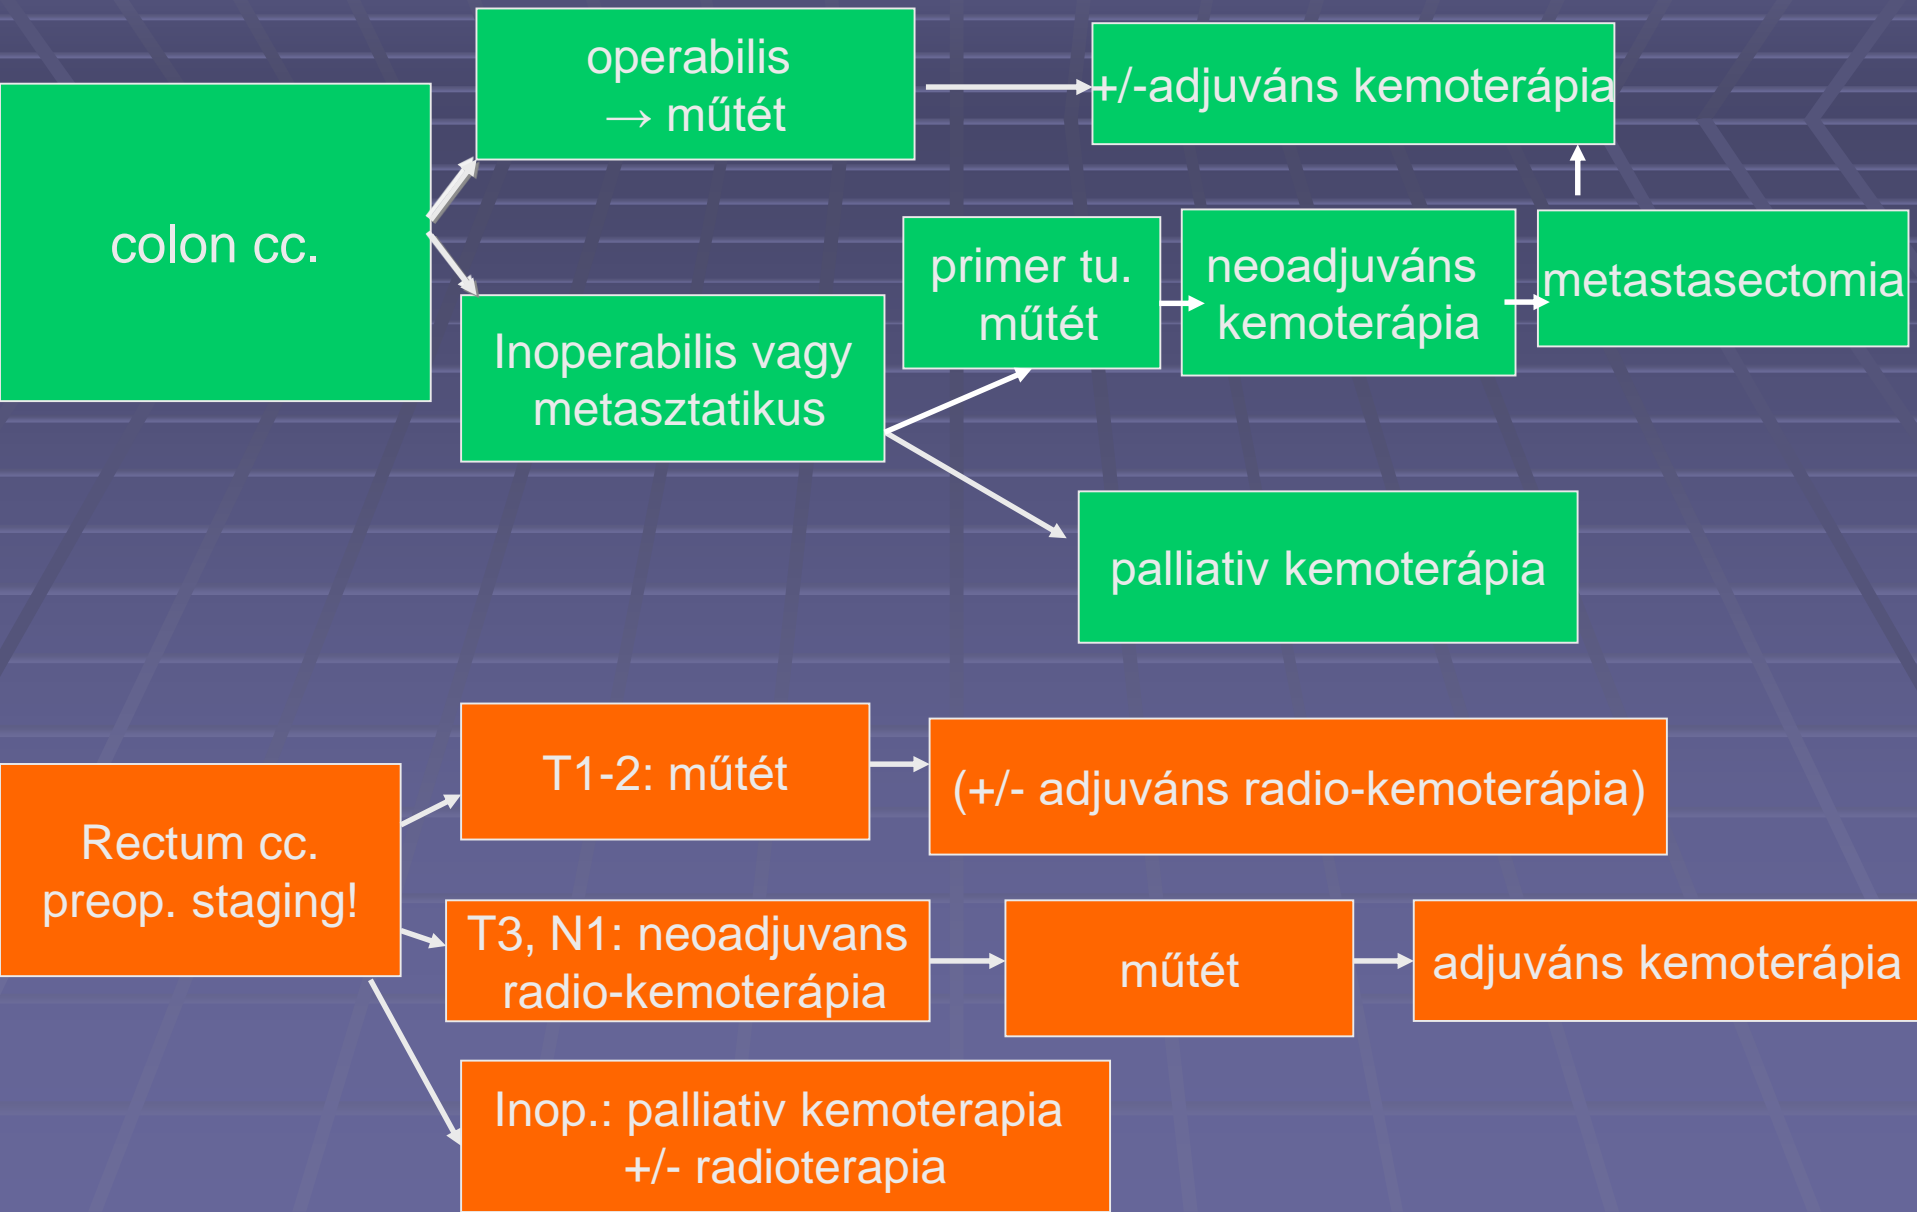 colon cc.
operabilis
→ műtét
+/-adjuváns kemoterápia
Inoperabilis vagy
metasztatikus
primer tu.
műtét
neoadjuváns
kemoterápia
metastasectomia
palliativ kemoterápia
Rectum cc.
preop. staging!
T1-2: műtét
(+/- adjuváns radio-kemoterápia)
T3, N1: neoadjuvans
radio-kemoterápia
műtét
adjuváns kemoterápia
Inop.: palliativ kemoterapia
+/- radioterapia